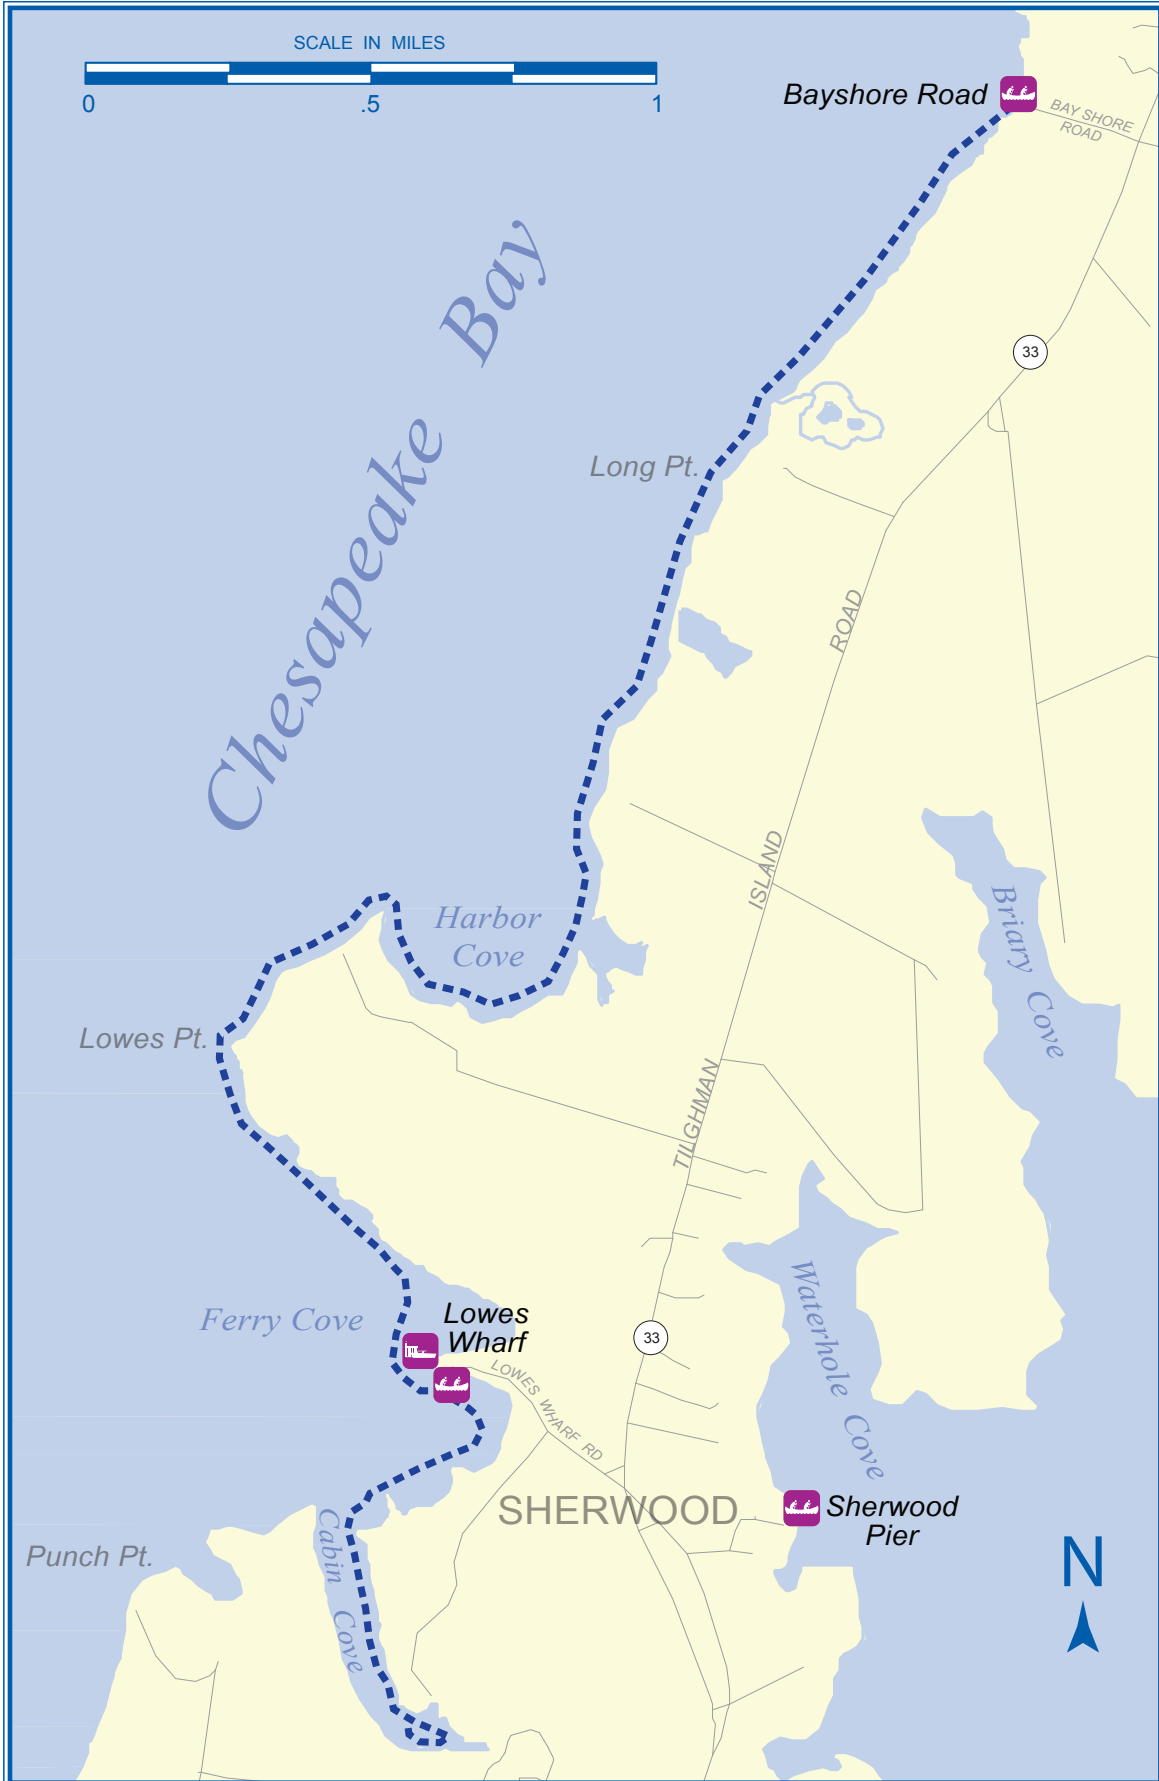 SCALE IN MILES
0 .5 1
Bayshore Road
BAY SHORE
ROAD
Chesapeake Bay
33
Long Pt.
TILGHMAN ISLAND ROAD
Harbor
Cove
Briary Cove
Lowes Pt.
Ferry Cove
Lowes
Wharf
33
Waterhole Cove
LOWES WHARF RD
SHERWOOD
Sherwood
Pier
Cabin Cove
Punch Pt.
N